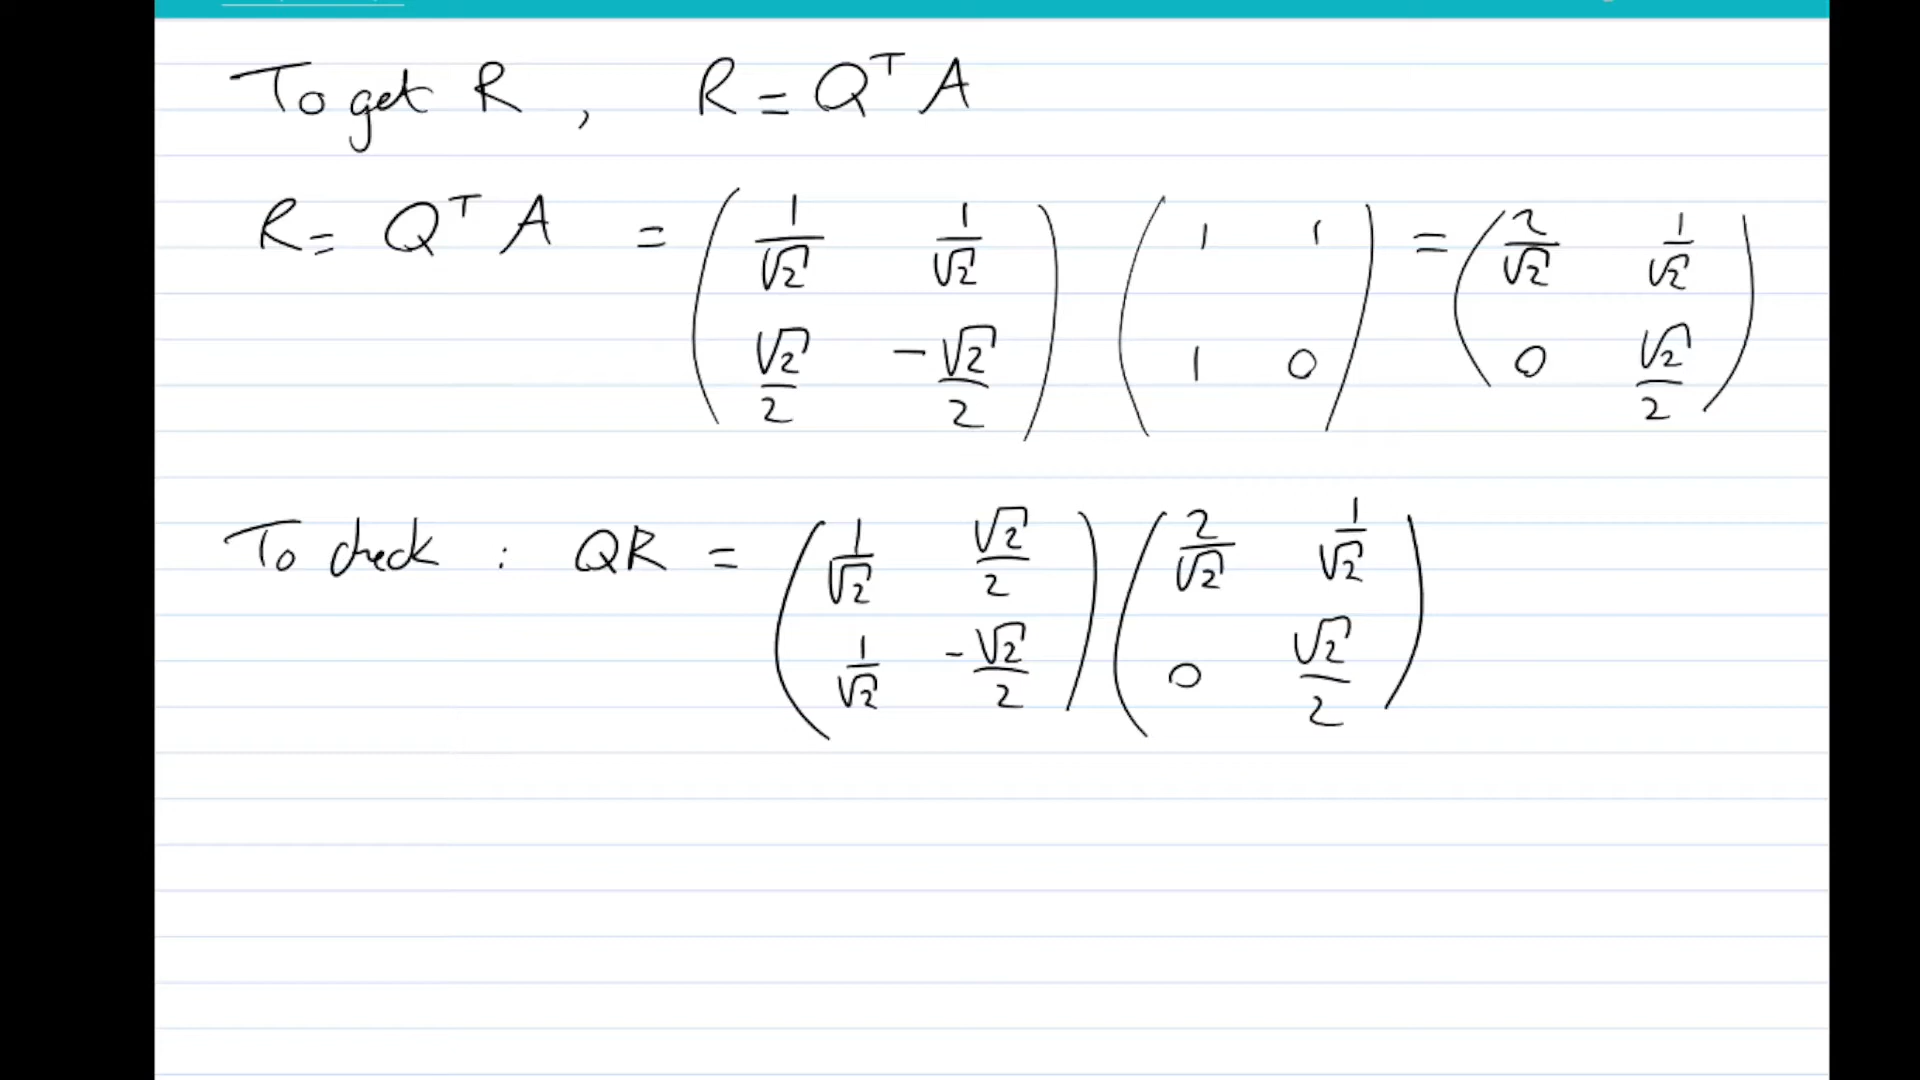 To get R , R = Q^T A
R = Q^T A = ( 1/√2 1/√2 ; √2/2 -√2/2 ) ( 1 1 ; 1 0 ) = ( 2/√2 1/√2 ; 0 √2/2 )
To check : QR = ( 1/√2 √2/2 ; 1/√2 -√2/2 ) ( 2/√2 1/√2 ; 0 √2/2 )